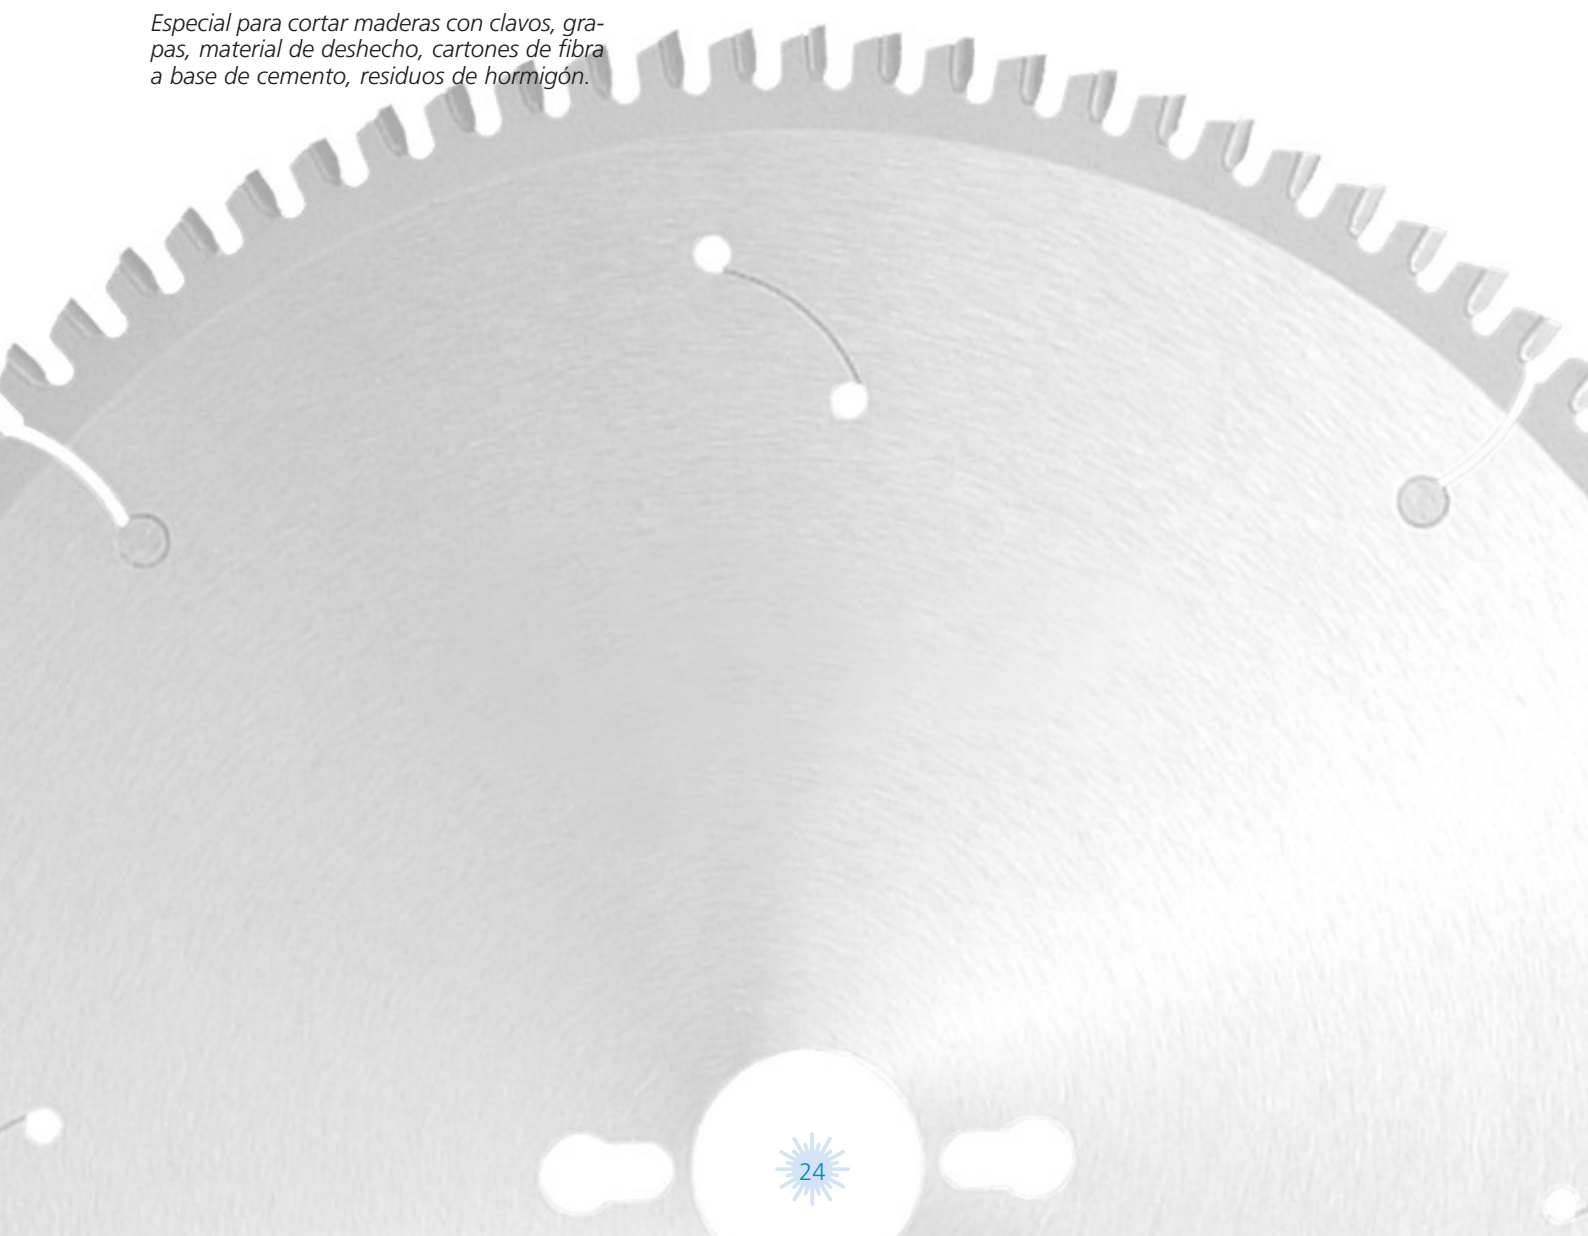 Especial para cortar maderas con clavos, gra-
pas, material de deshecho, cartones de fibra
a base de cemento, residuos de hormigón.
24